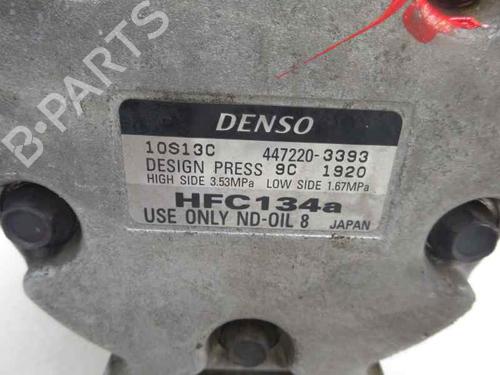 B-PARTS
DENSO
10S13C 447220-3393
DESIGN PRESS 9C 1920
HIGH SIDE 3.53MPa LOW SIDE 1.67MPa
HFC134a
USE ONLY ND-OIL 8 JAPAN